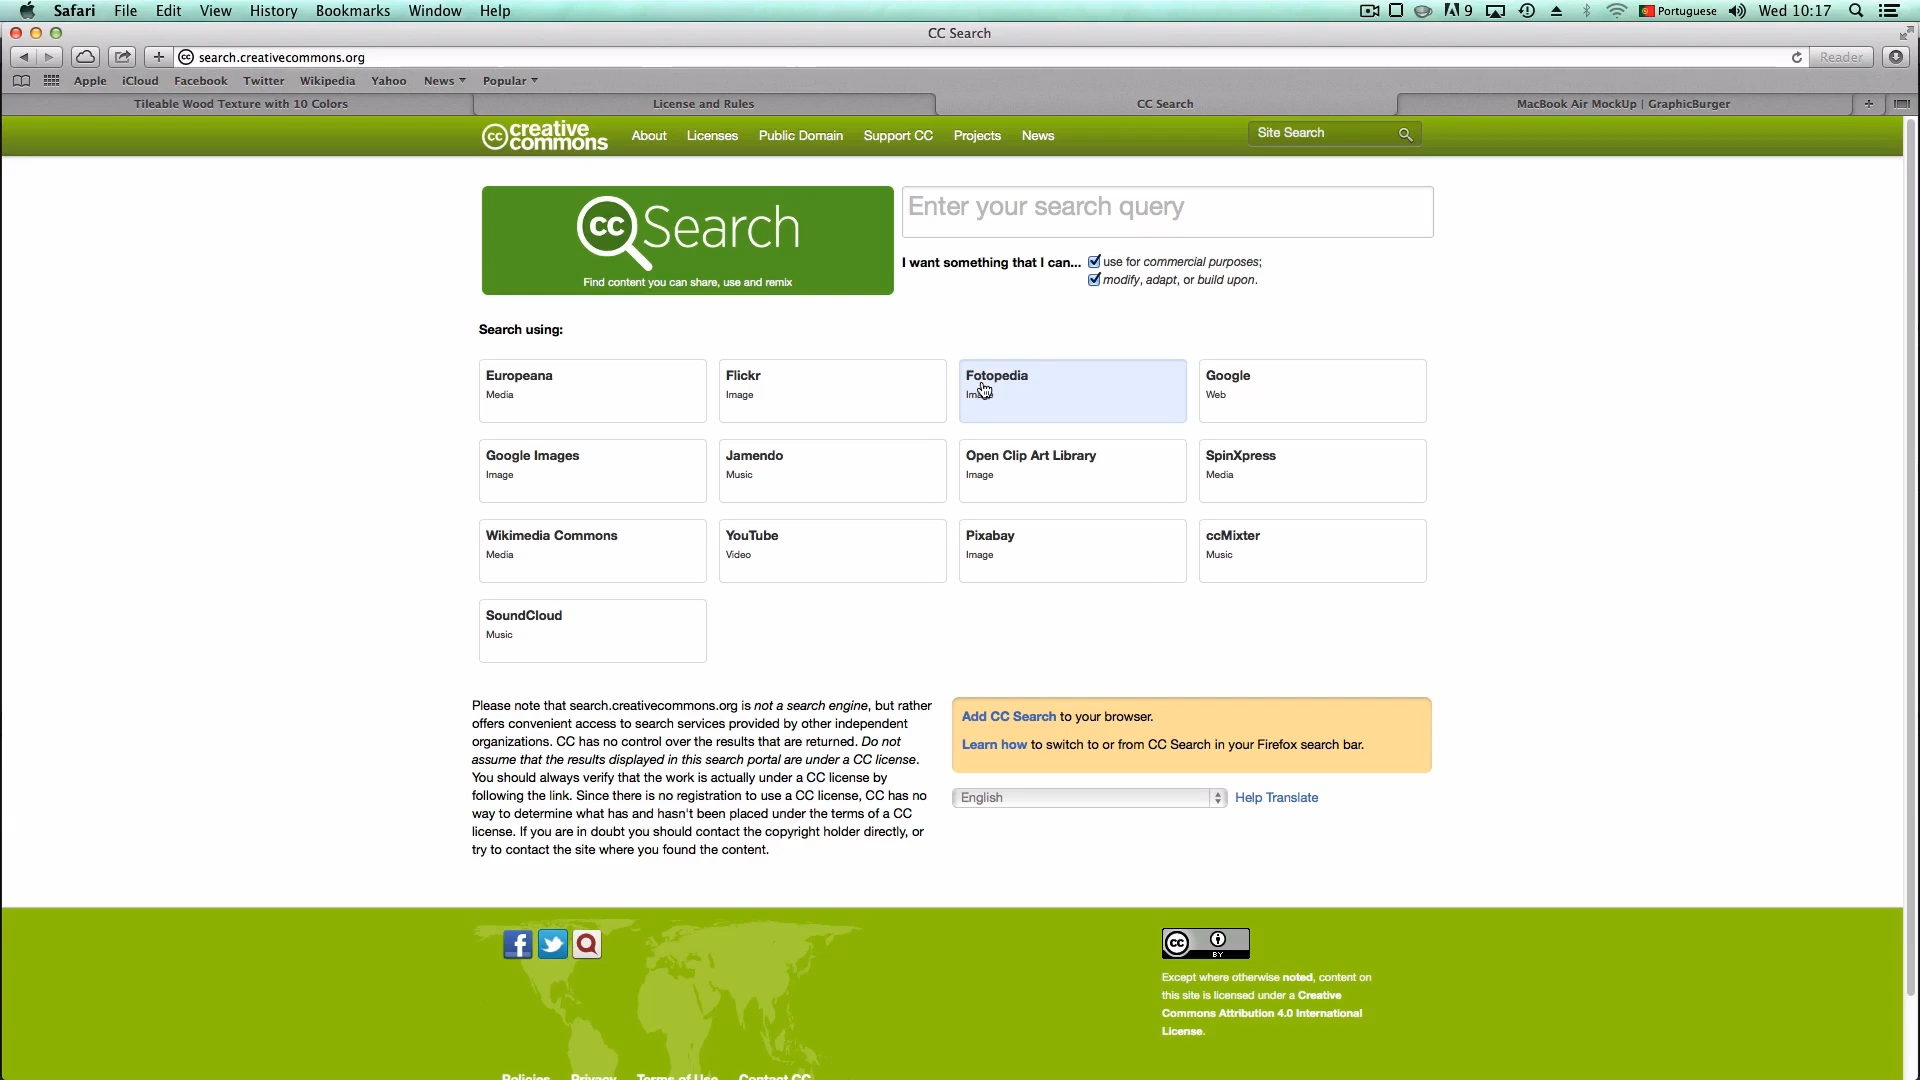 Safari File Edit View History Bookmarks Window Help 9 Portuguese Wed 10:17
CC Search
search.creativecommons.org Reader
Apple iCloud Facebook Twitter Wikipedia Yahoo News Popular
Tileable Wood Texture with 10 Colors License and Rules CC Search MacBook Air MockUp | GraphicBurger
cc creative commons About Licenses Public Domain Support CC Projects News Site Search
cc Search
Find content you can share, use and remix
Enter your search query
I want something that I can... use for commercial purposes;
modify, adapt, or build upon.
Search using:
Europeana Flickr Fotopedia Google
Media Image Image Web
Google Images Jamendo Open Clip Art Library SpinXpress
Image Music Image Media
Wikimedia Commons YouTube Pixabay ccMixter
Media Video Image Music
SoundCloud
Music
Please note that search.creativecommons.org is not a search engine, but rather
offers convenient access to search services provided by other independent
organizations. CC has no control over the results that are returned. Do not
assume that the results displayed in this search portal are under a CC license.
You should always verify that the work is actually under a CC license by
following the link. Since there is no registration to use a CC license, CC has no
way to determine what has and hasn't been placed under the terms of a CC
license. If you are in doubt you should contact the copyright holder directly, or
try to contact the site where you found the content.
Add CC Search to your browser.
Learn how to switch to or from CC Search in your Firefox search bar.
English Help Translate
cc BY
Except where otherwise noted, content on
this site is licensed under a Creative
Commons Attribution 4.0 International
License.
Policies Privacy Terms of Use Contact CC